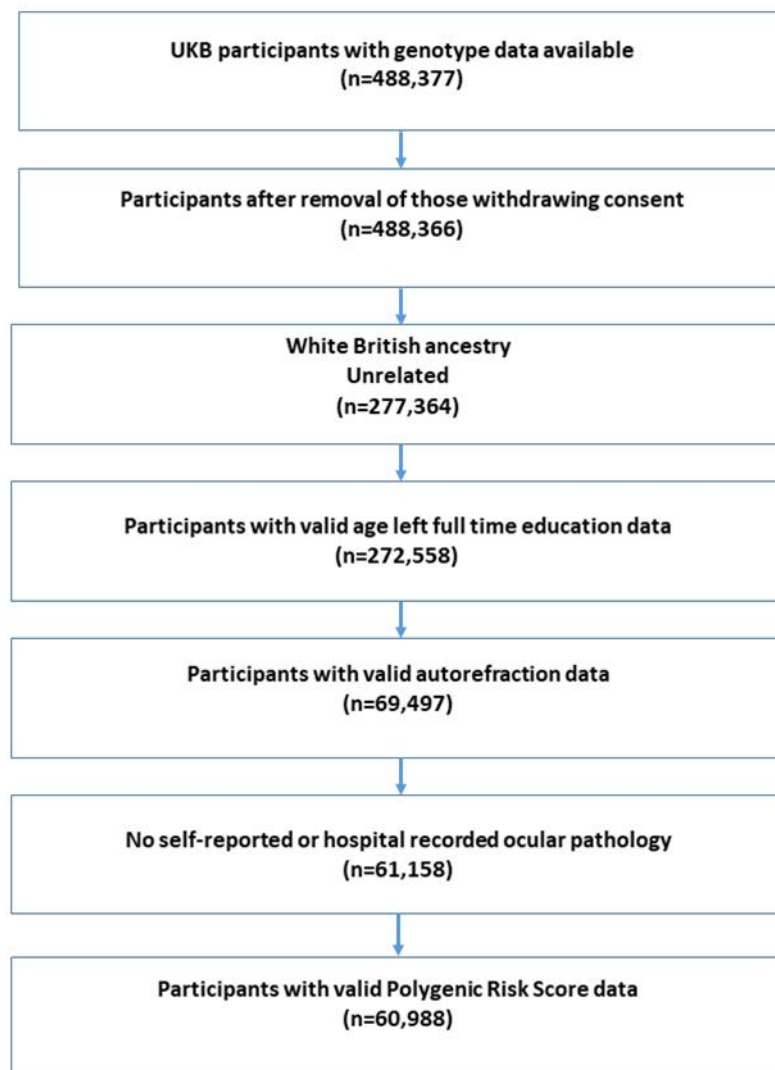 UKB participants with genotype data available
(n=488,377)
Participants after removal of those withdrawing consent
(n=488,366)
White British ancestry
Unrelated
(n=277,364)
Participants with valid age left full time education data
(n=272,558)
Participants with valid autorefraction data
(n=69,497)
No self-reported or hospital recorded ocular pathology
(n=61,158)
Participants with valid Polygenic Risk Score data
(n=60,988)